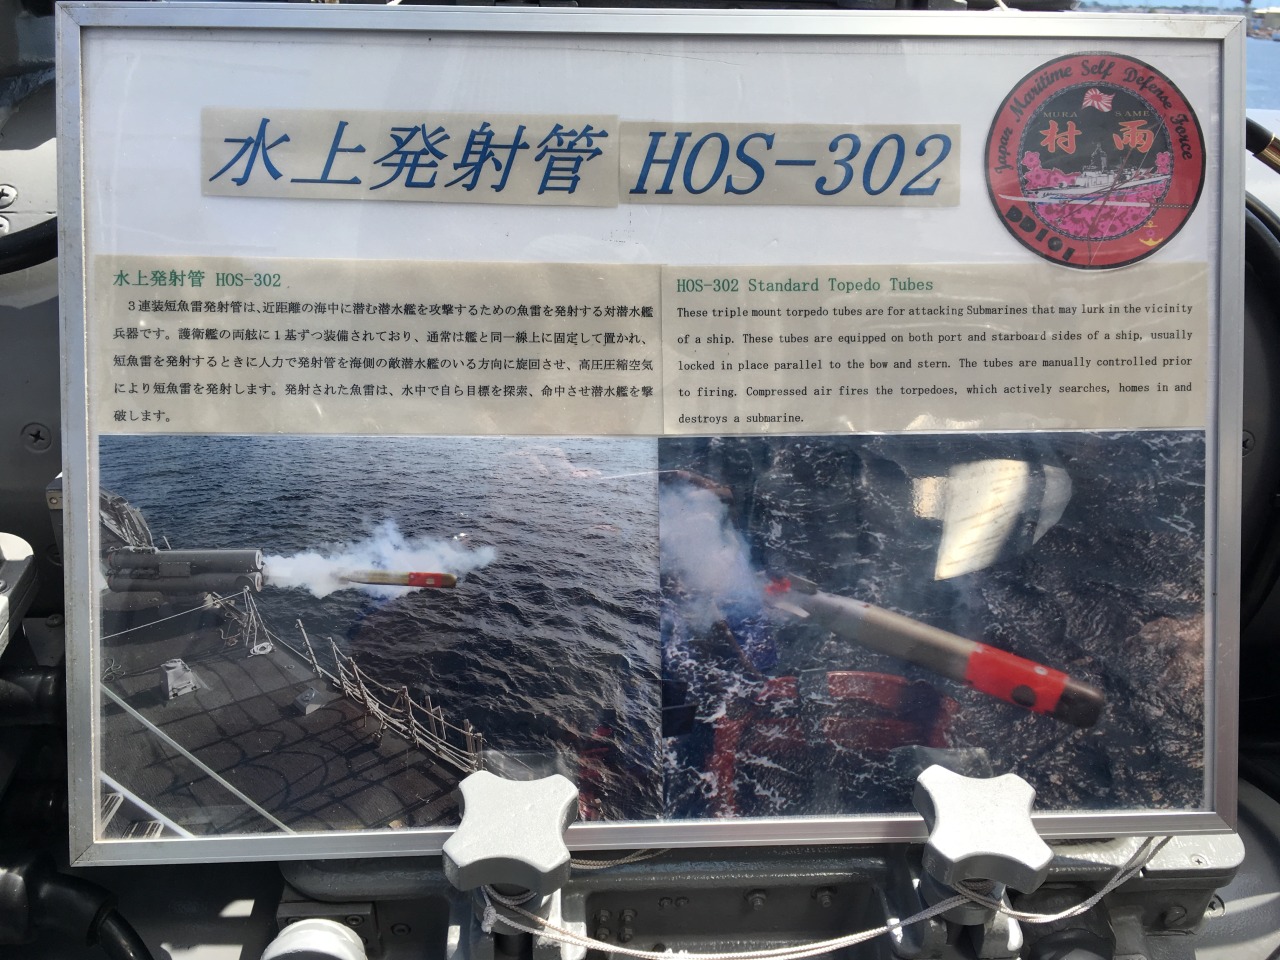 水上発射管 HOS-302
Japan Maritime Self Defense Force
MURA SAME
村雨
DD101
水上発射管 HOS-302
３連装短魚雷発射管は、近距離の海中に潜む潜水艦を攻撃するための魚雷を発射する対潜水艦
兵器です。護衛艦の両舷に１基ずつ装備されており、通常は艦と同一線上に固定して置かれ、
短魚雷を発射するときに人力で発射管を海側の敵潜水艦のいる方向に旋回させ、高圧圧縮空気
により短魚雷を発射します。発射された魚雷は、水中で自ら目標を探索、命中させ潜水艦を撃
破します。
HOS-302 Standard Topedo Tubes
These triple mount torpedo tubes are for attacking Submarines that may lurk in the vicinity
of a ship. These tubes are equipped on both port and starboard sides of a ship, usually
locked in place parallel to the bow and stern. The tubes are manually controlled prior
to firing. Compressed air fires the torpedoes, which actively searches, homes in and
destroys a submarine.